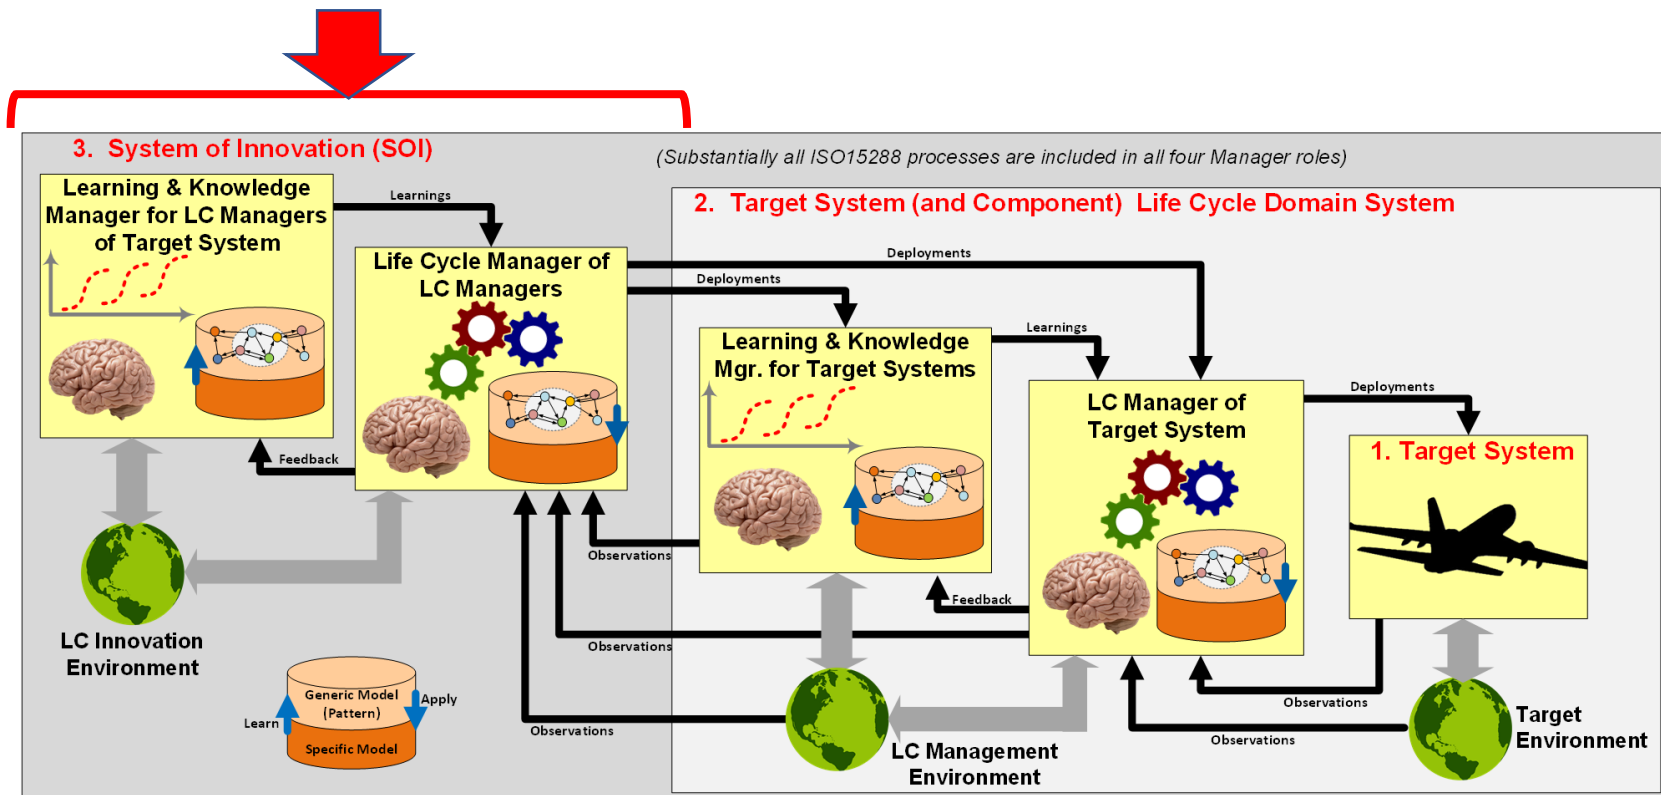 3.  System of Innovation (SOI)
(Substantially all ISO15288 processes are included in all four Manager roles)
Learning & Knowledge
Manager for LC Managers
of Target System
Learnings
2.  Target System (and Component)  Life Cycle Domain System
Life Cycle Manager of
LC Managers
Deployments
Deployments
Learning & Knowledge
Mgr. for Target Systems
Learnings
LC Manager of
Target System
Deployments
1. Target System
Feedback
Observations
Feedback
Observations
Observations
Observations
Observations
LC Innovation
Environment
Generic Model
(Pattern)
Learn
Apply
Specific Model
LC Management
Environment
Target
Environment